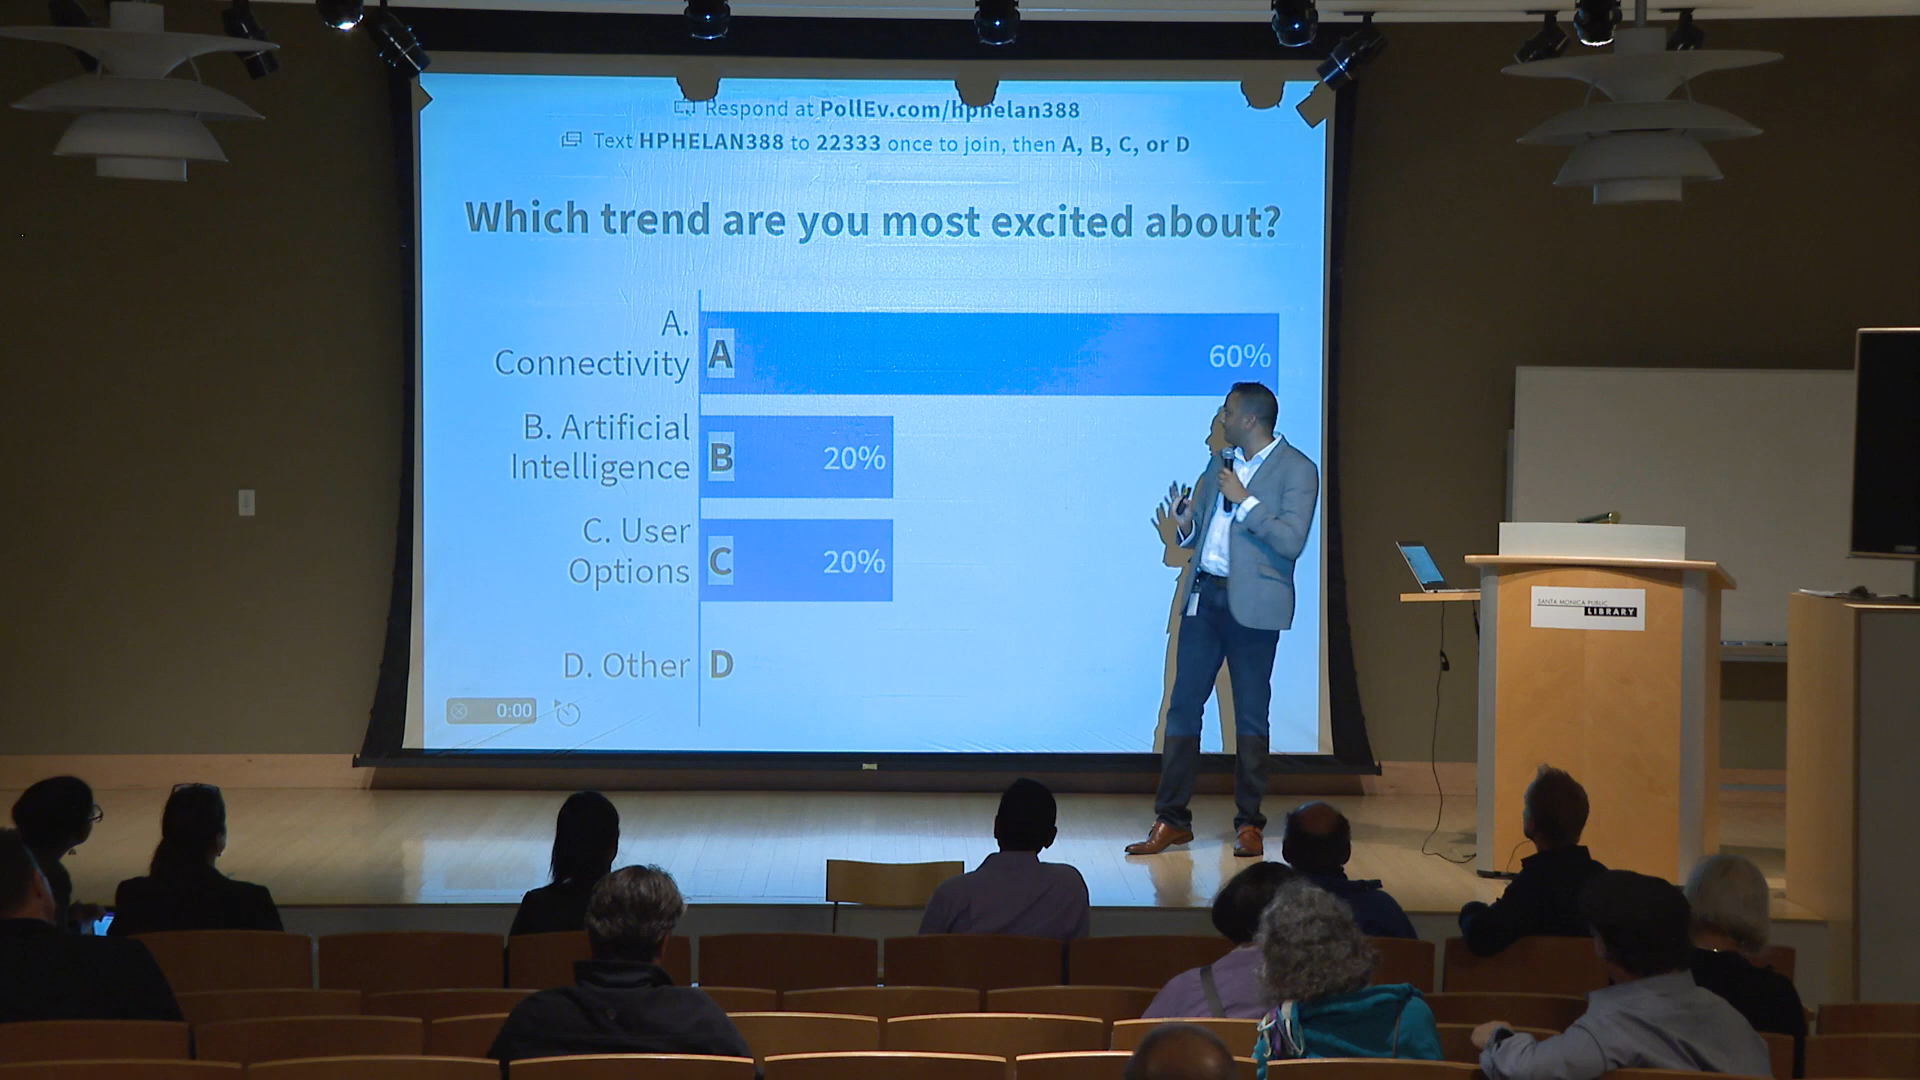 Respond at PollEv.com/hphelan388
Text HPHELAN388 to 22333 once to join, then A, B, C, or D
Which trend are you most excited about?
A.
Connectivity
A
60%
B. Artificial
Intelligence
B
20%
C. User
Options
C
20%
D. Other
D
0:00
SANTA MONICA PUBLIC
LIBRARY